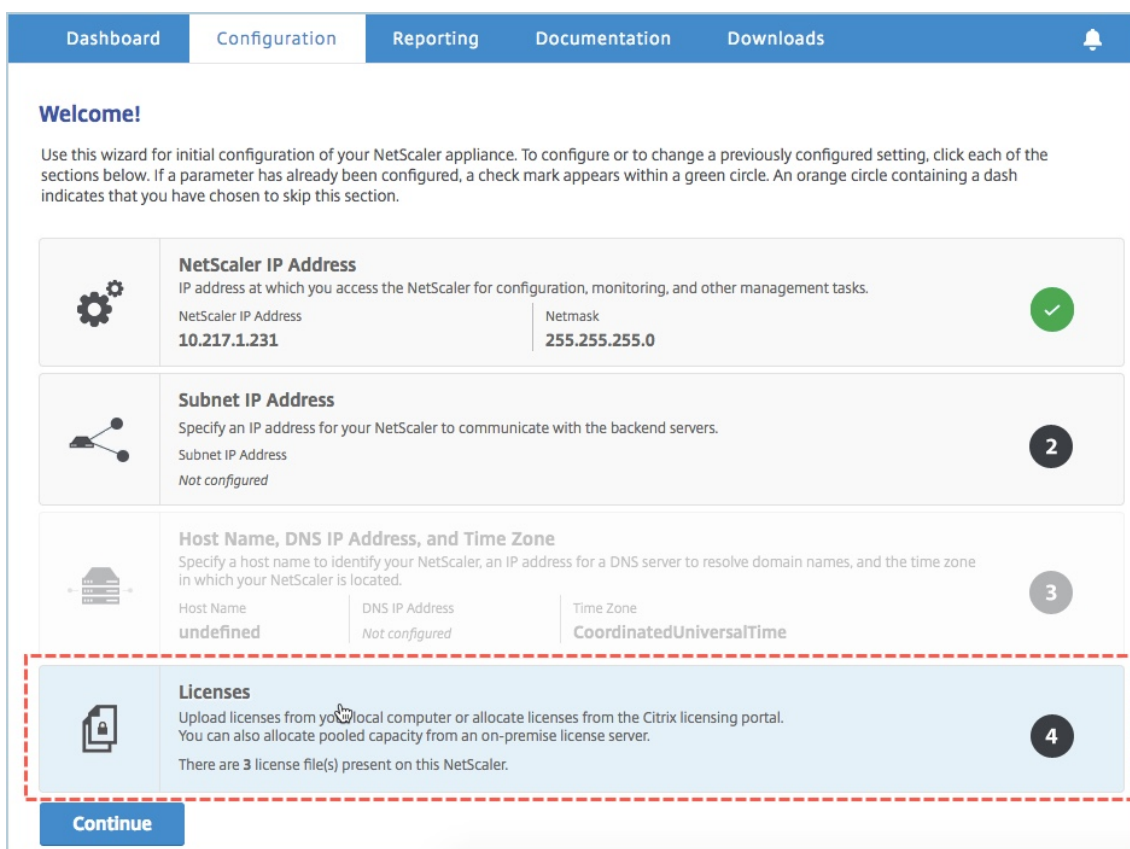 Dashboard Configuration Reporting Documentation Downloads
Welcome!
Use this wizard for initial configuration of your NetScaler appliance. To configure or to change a previously configured setting, click each of the
sections below. If a parameter has already been configured, a check mark appears within a green circle. An orange circle containing a dash
indicates that you have chosen to skip this section.
NetScaler IP Address
IP address at which you access the NetScaler for configuration, monitoring, and other management tasks.
NetScaler IP Address Netmask
10.217.1.231 255.255.255.0
Subnet IP Address
Specify an IP address for your NetScaler to communicate with the backend servers.
2
Subnet IP Address
Not configured
Host Name, DNS IP Address, and Time Zone
Specify a host name to identify your NetScaler, an IP address for a DNS server to resolve domain names, and the time zone
in which your NetScaler is located.
3
Host Name DNS IP Address Time Zone
undefined Not configured CoordinatedUniversalTime
Licenses
Upload licenses from your local computer or allocate licenses from the Citrix licensing portal.
You can also allocate pooled capacity from an on-premise license server.
4
There are 3 license file(s) present on this NetScaler.
Continue